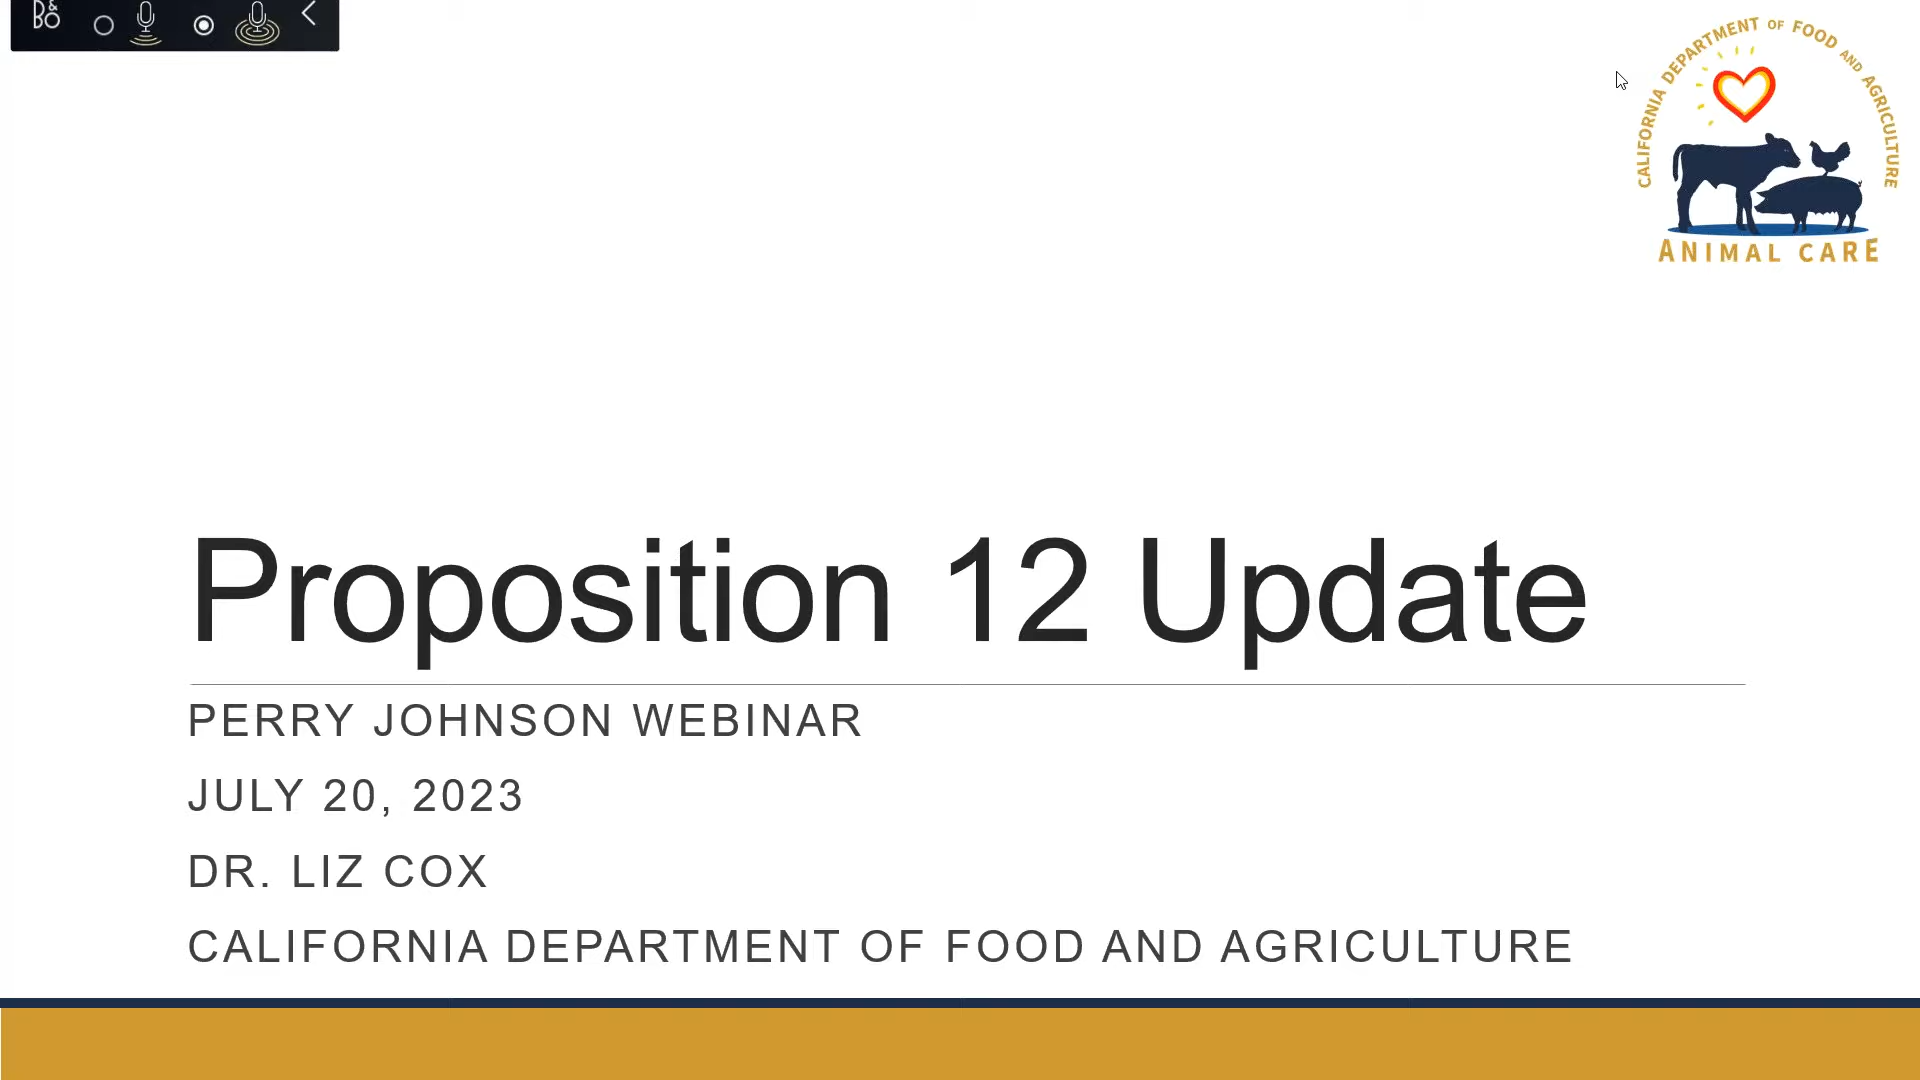 B&O
CALIFORNIA DEPARTMENT OF FOOD AND AGRICULTURE
ANIMAL CARE
Proposition 12 Update
PERRY JOHNSON WEBINAR
JULY 20, 2023
DR. LIZ COX
CALIFORNIA DEPARTMENT OF FOOD AND AGRICULTURE